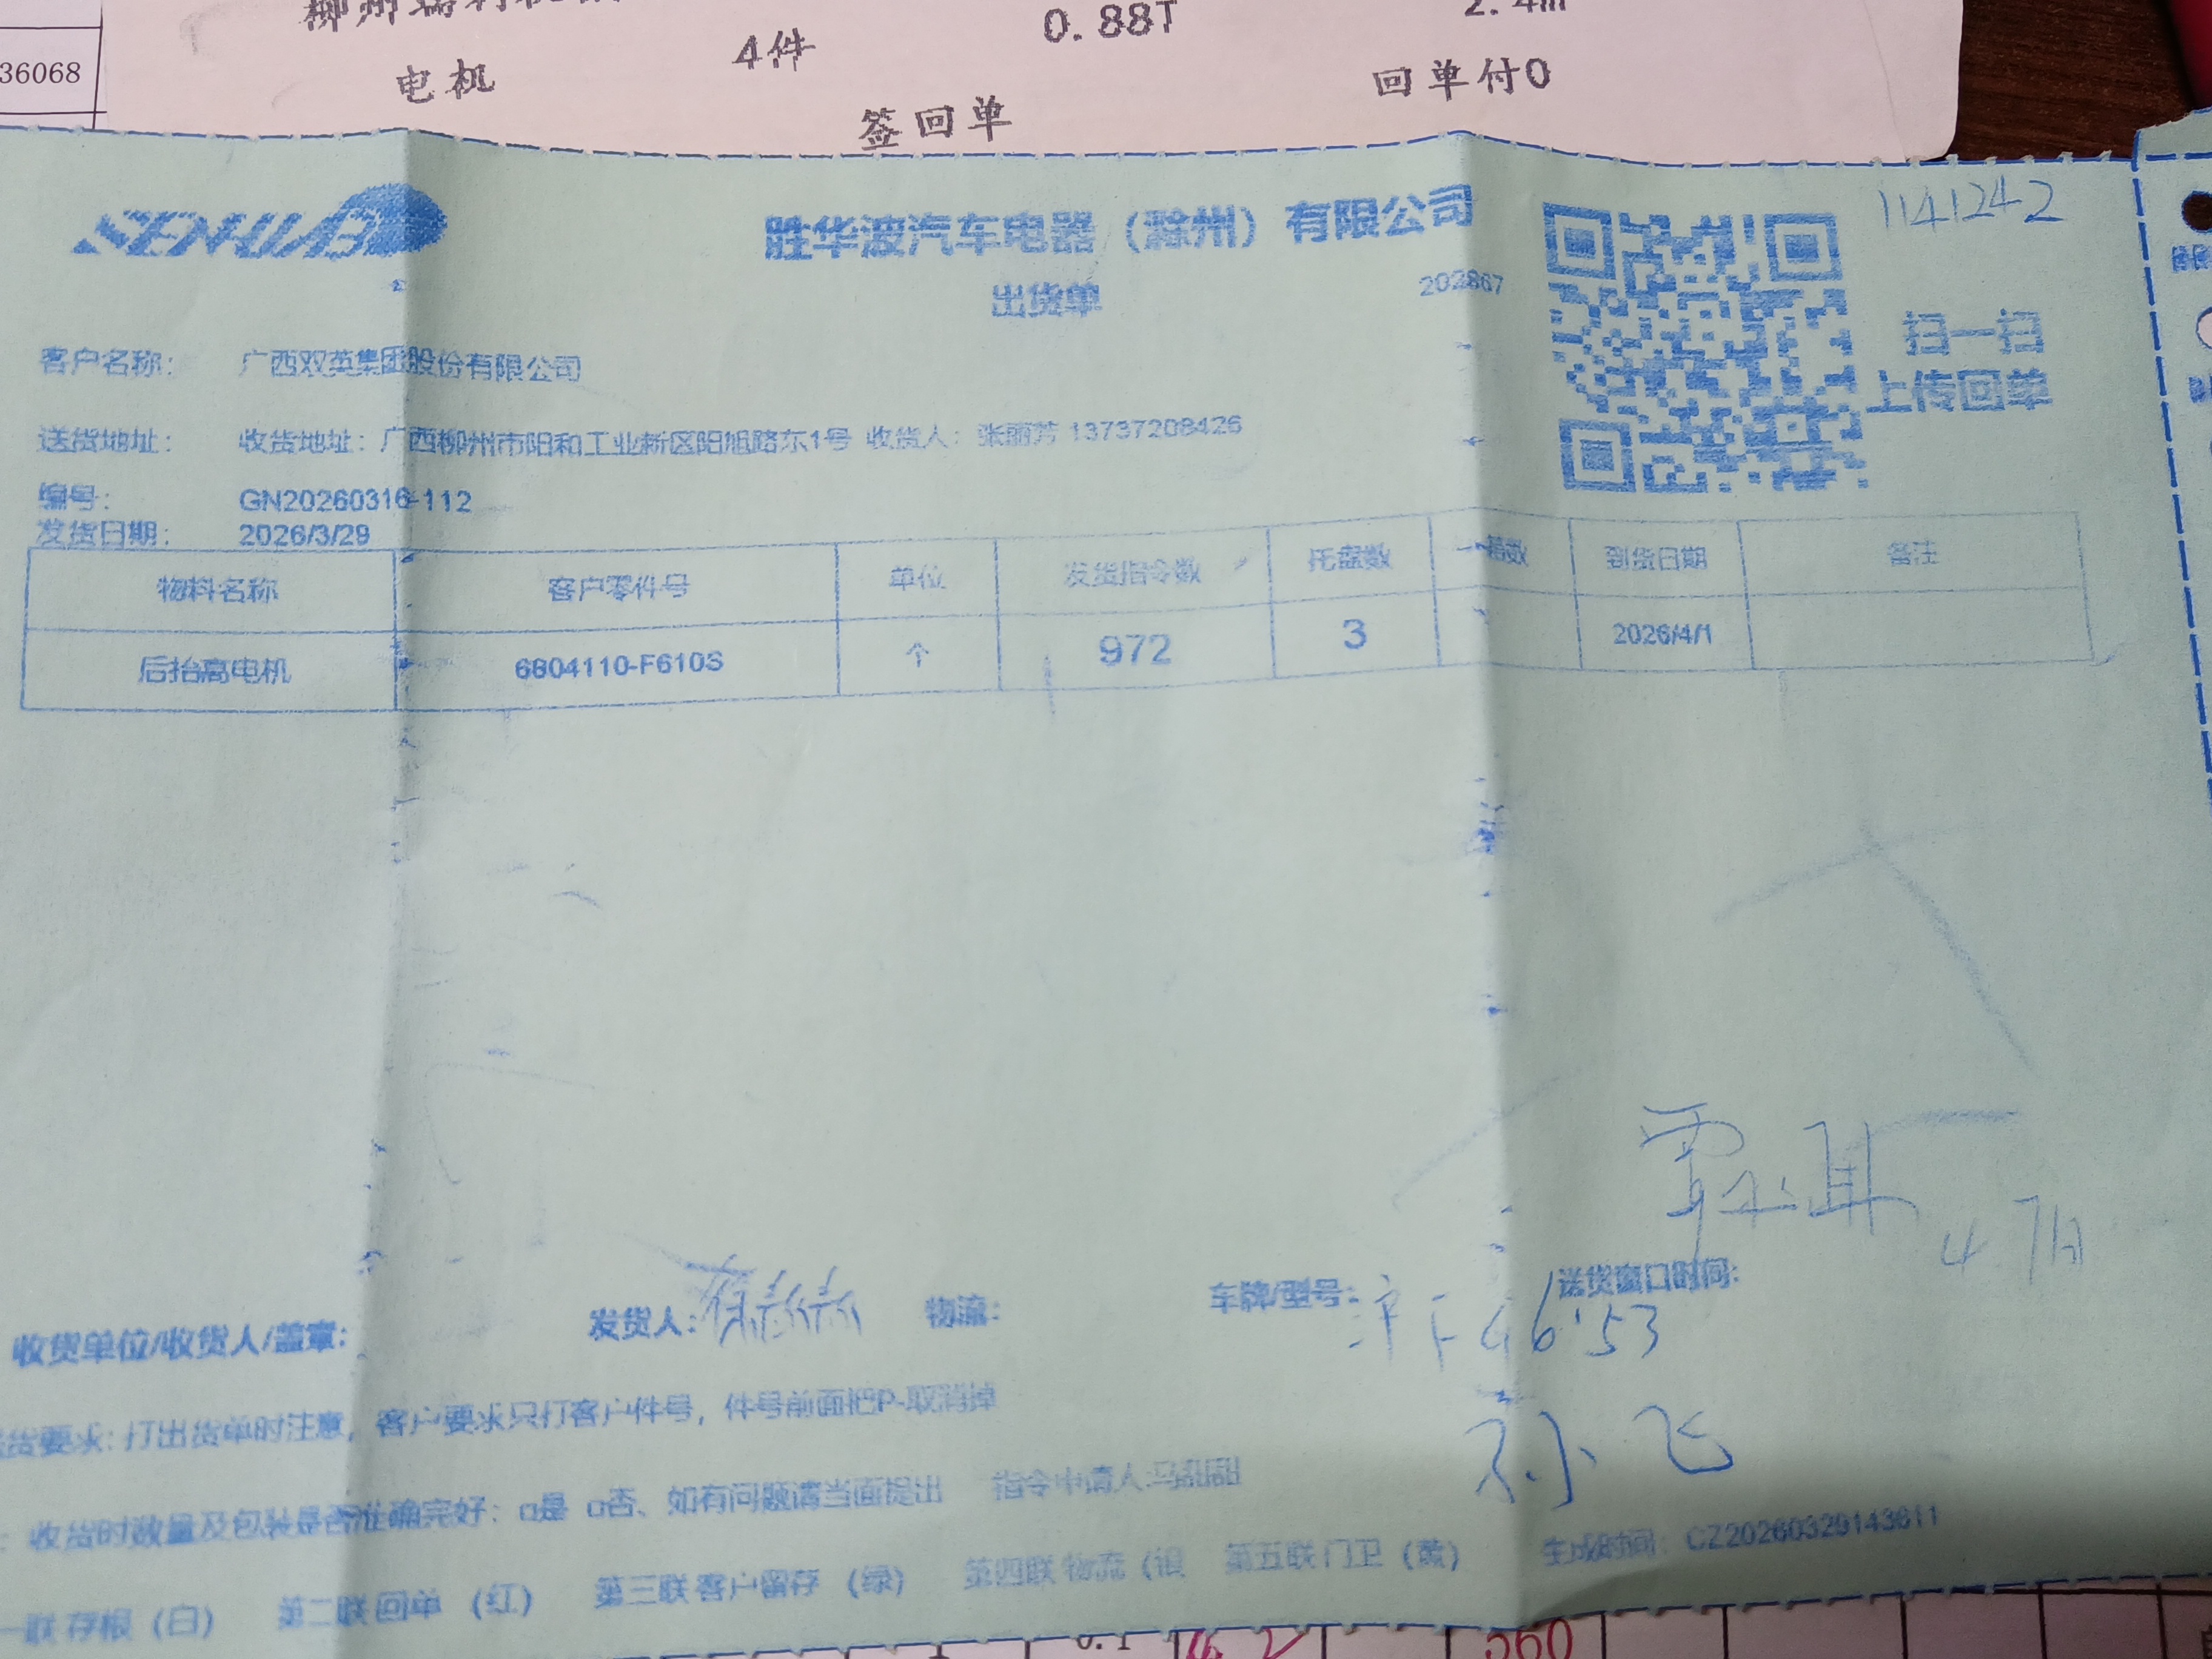 36068
电机
4件
0.88T
签回单
回单付0
胜华波汽车电器（滁州）有限公司
1141242
出货单
202867
扫一扫
上传回单
客户名称： 广西双英集团股份有限公司
送货地址： 收货地址：广西柳州市阳和工业新区阳旭路东1号 收货人：张丽芳 13737208426
编号： GN20260316-112
发货日期： 2026/3/29
物料名称 客户零件号 单位 发货指令数 托盘数 箱数 到货日期 备注
后抬高电机 6804110-F610S 个 972 3 2026/4/1
收货单位/收货人/盖章： 发货人： 物流： 车牌/型号： 送货窗口时间：
货要求：打出货单时注意，客户要求只打客户件号，件号前面把P-取消掉
：收货时数量及包装是否准确完好：□是 □否、如有问题请当面提出 指令申请人:冯甜甜
孙飞
一联存根（白） 第二联回单（红） 第三联客户留存（绿） 第四联物流（银 第五联门卫（黄） 生成时间：CZ20260329143611
560